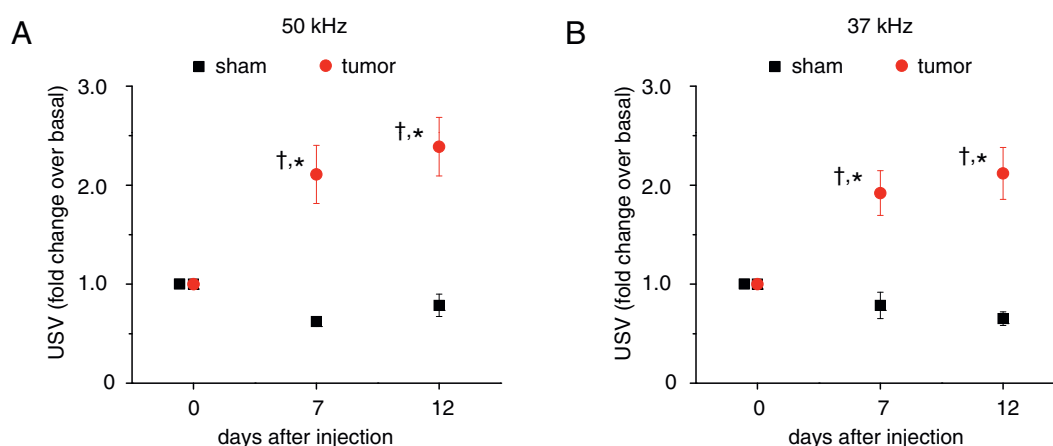 A
50 kHz
sham
tumor
USV (fold change over basal)
3.0
2.0
1.0
0
†,*
†,*
0
7
12
days after injection
B
37 kHz
sham
tumor
USV (fold change over basal)
3.0
2.0
1.0
0
†,*
†,*
0
7
12
days after injection